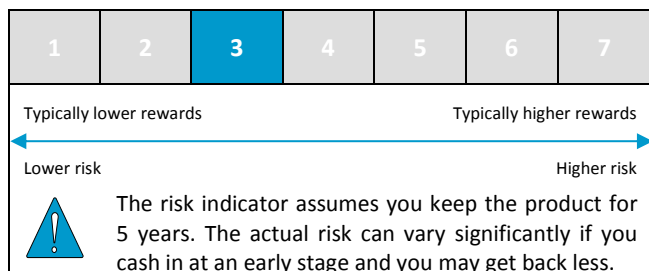 1 2 3 4 5 6 7
Typically lower rewards Typically higher rewards
Lower risk Higher risk
The risk indicator assumes you keep the product for
5 years. The actual risk can vary significantly if you
cash in at an early stage and you may get back less.